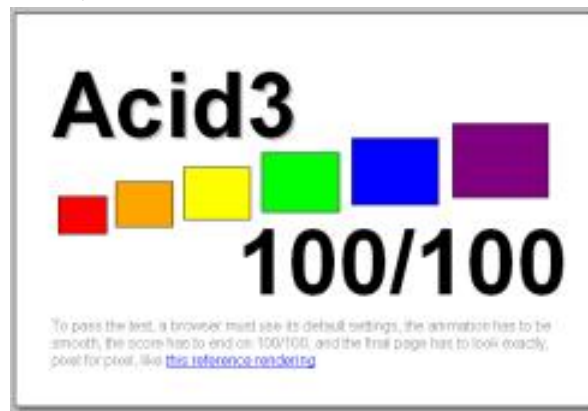 Acid3
100/100
To pass the test, a browser must use its default settings, the animation has to be
smooth, the score has to end on 100/100, and the final page has to look exactly,
pixel for pixel, like this reference rendering